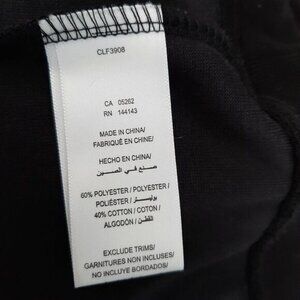 CLF3908
CA 05262
RN 144143
MADE IN CHINA/
FABRIQUÉ EN CHINE/
HECHO EN CHINA/
صنع في الصين
60% POLYESTER / POLYESTER /
POLIÉSTER / بوليستر /
40% COTTON / COTON /
ALGODÓN / القطن
EXCLUDE TRIMS/
GARNITURES NON INCLUSES/
NO INCLUYE BORDADOS/